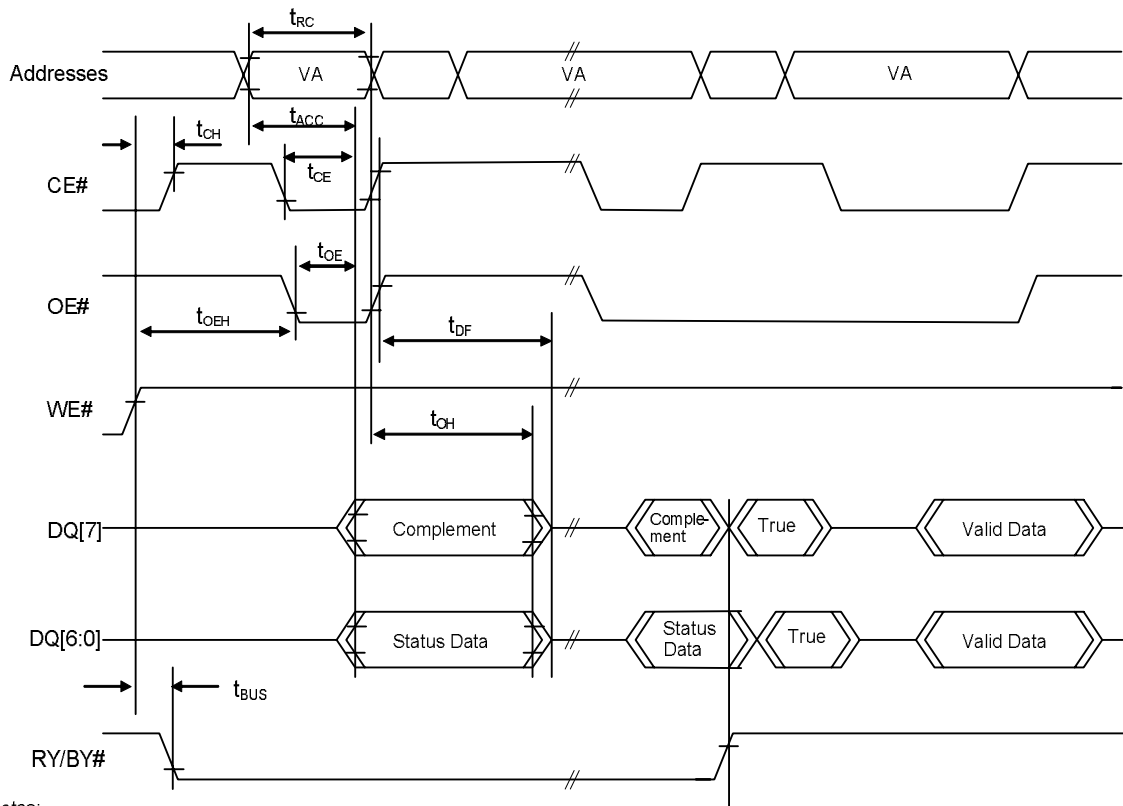 tRC
Addresses VA VA VA
tACC
tCH
tCE
CE#
tOE
OE#
tOEH
tDF
WE#
tOH
DQ[7] Complement Comple- True Valid Data
ment
DQ[6:0] Status Data Status True Valid Data
Data
tBUS
RY/BY#